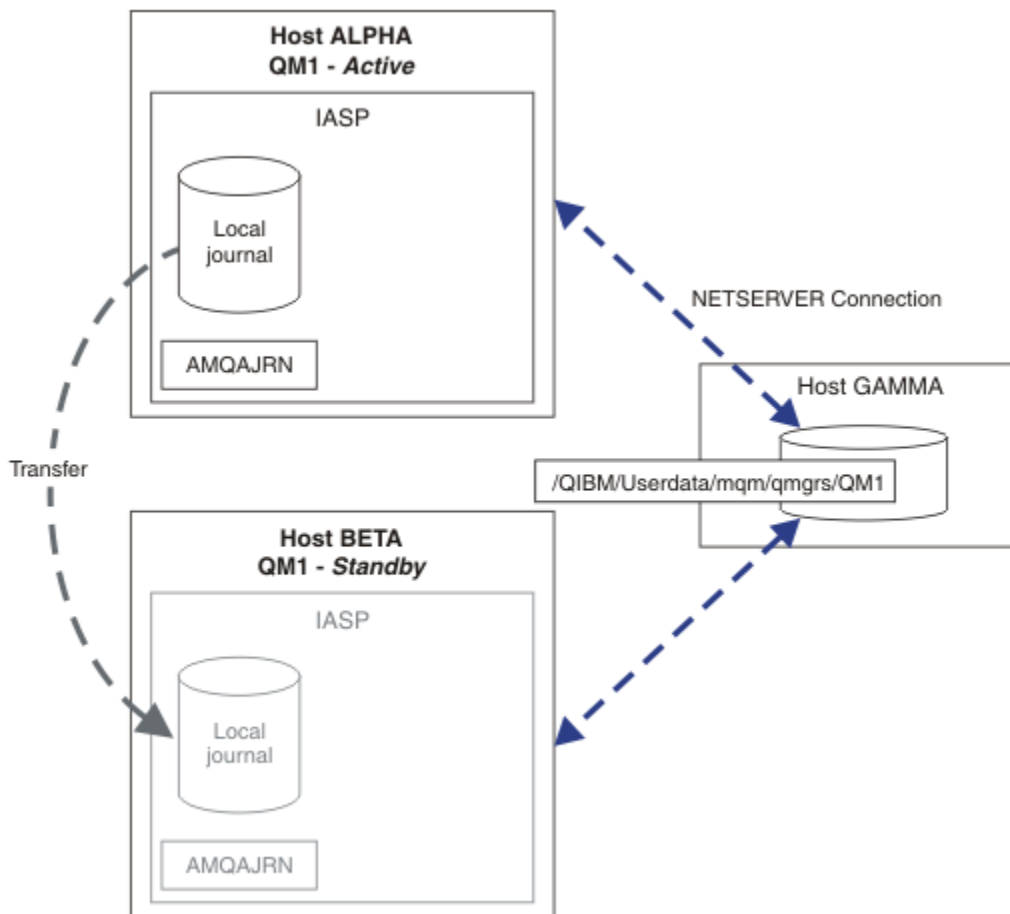 Host ALPHA
QM1 - Active
IASP
Local
journal
AMQAJRN
NETSERVER Connection
Host GAMMA
/QIBM/Userdata/mqm/qmgrs/QM1
Transfer
Host BETA
QM1 - Standby
IASP
Local
journal
AMQAJRN